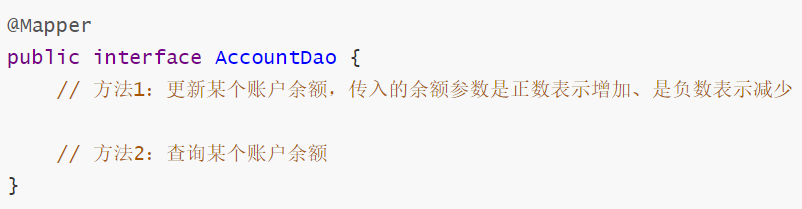 @Mapper
public interface AccountDao {
// 方法1：更新某个账户余额，传入的余额参数是正数表示增加、是负数表示减少
// 方法2：查询某个账户余额
}